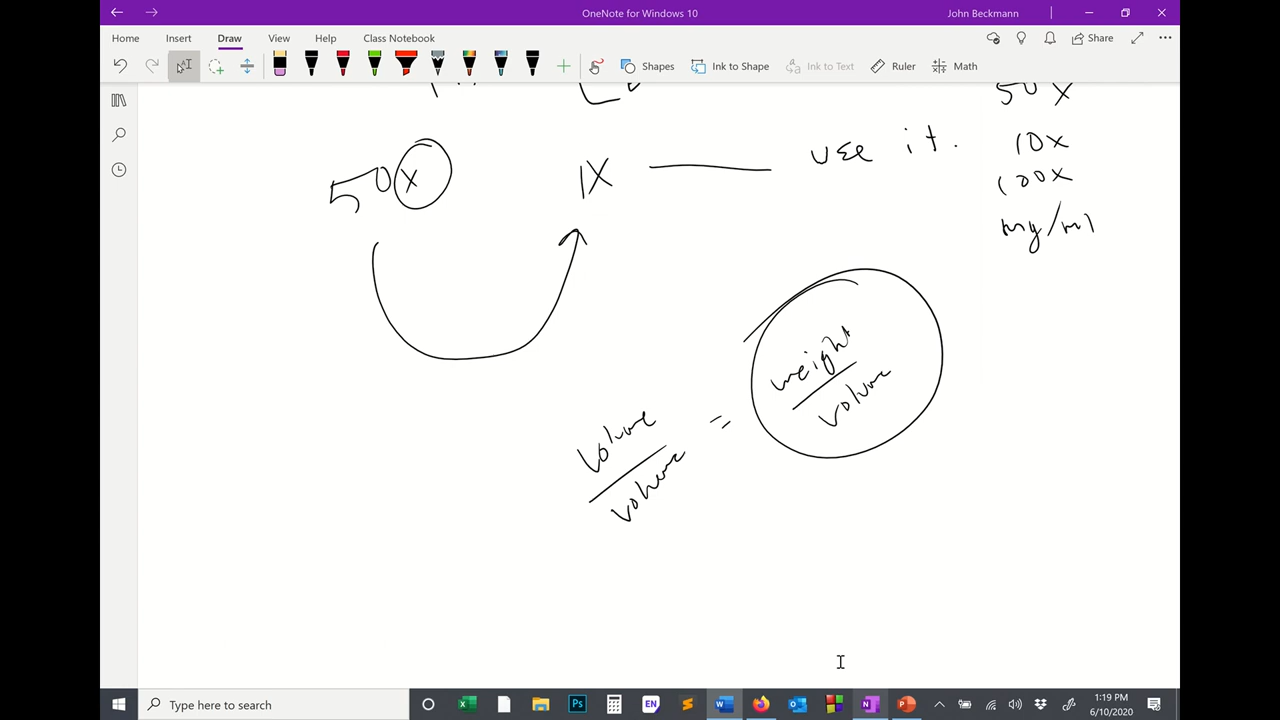 OneNote for Windows 10
John Beckmann
Home Insert Draw View Help Class Notebook
Share
Shapes Ink to Shape Ink to Text Ruler Math
50x
50x 1X use it. 10x
100x
mg/ml
weight
volume
=
volume
volume
Type here to search
1:19 PM
6/10/2020